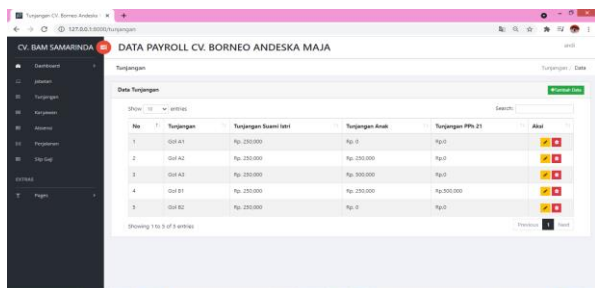 Tunjangan CV. Borneo Andeska
127.0.0.1:8000/tunjangan
CV. BAM SAMARINDA
DATA PAYROLL CV. BORNEO ANDESKA MAJA
andi
Dashboard
Jabatan
Tunjangan
Karyawan
Absensi
Perjalanan
Slip Gaji
EXTRAS
Pages
Tunjangan
Tunjangan / Data
Data Tunjangan
+Tambah Data
Show 10 entries
Search:
No Tunjangan Tunjangan Suami Istri Tunjangan Anak Tunjangan PPh 21 Aksi
1 Gol A1 Rp. 250,000 Rp. 0 Rp.0
2 Gol A2 Rp. 250,000 Rp. 250,000 Rp.0
3 Gol A3 Rp. 250,000 Rp. 300,000 Rp.0
4 Gol B1 Rp. 250,000 Rp. 250,000 Rp.300,000
5 Gol B2 Rp. 250,000 Rp. 0 Rp.0
Showing 1 to 5 of 5 entries
Previous 1 Next